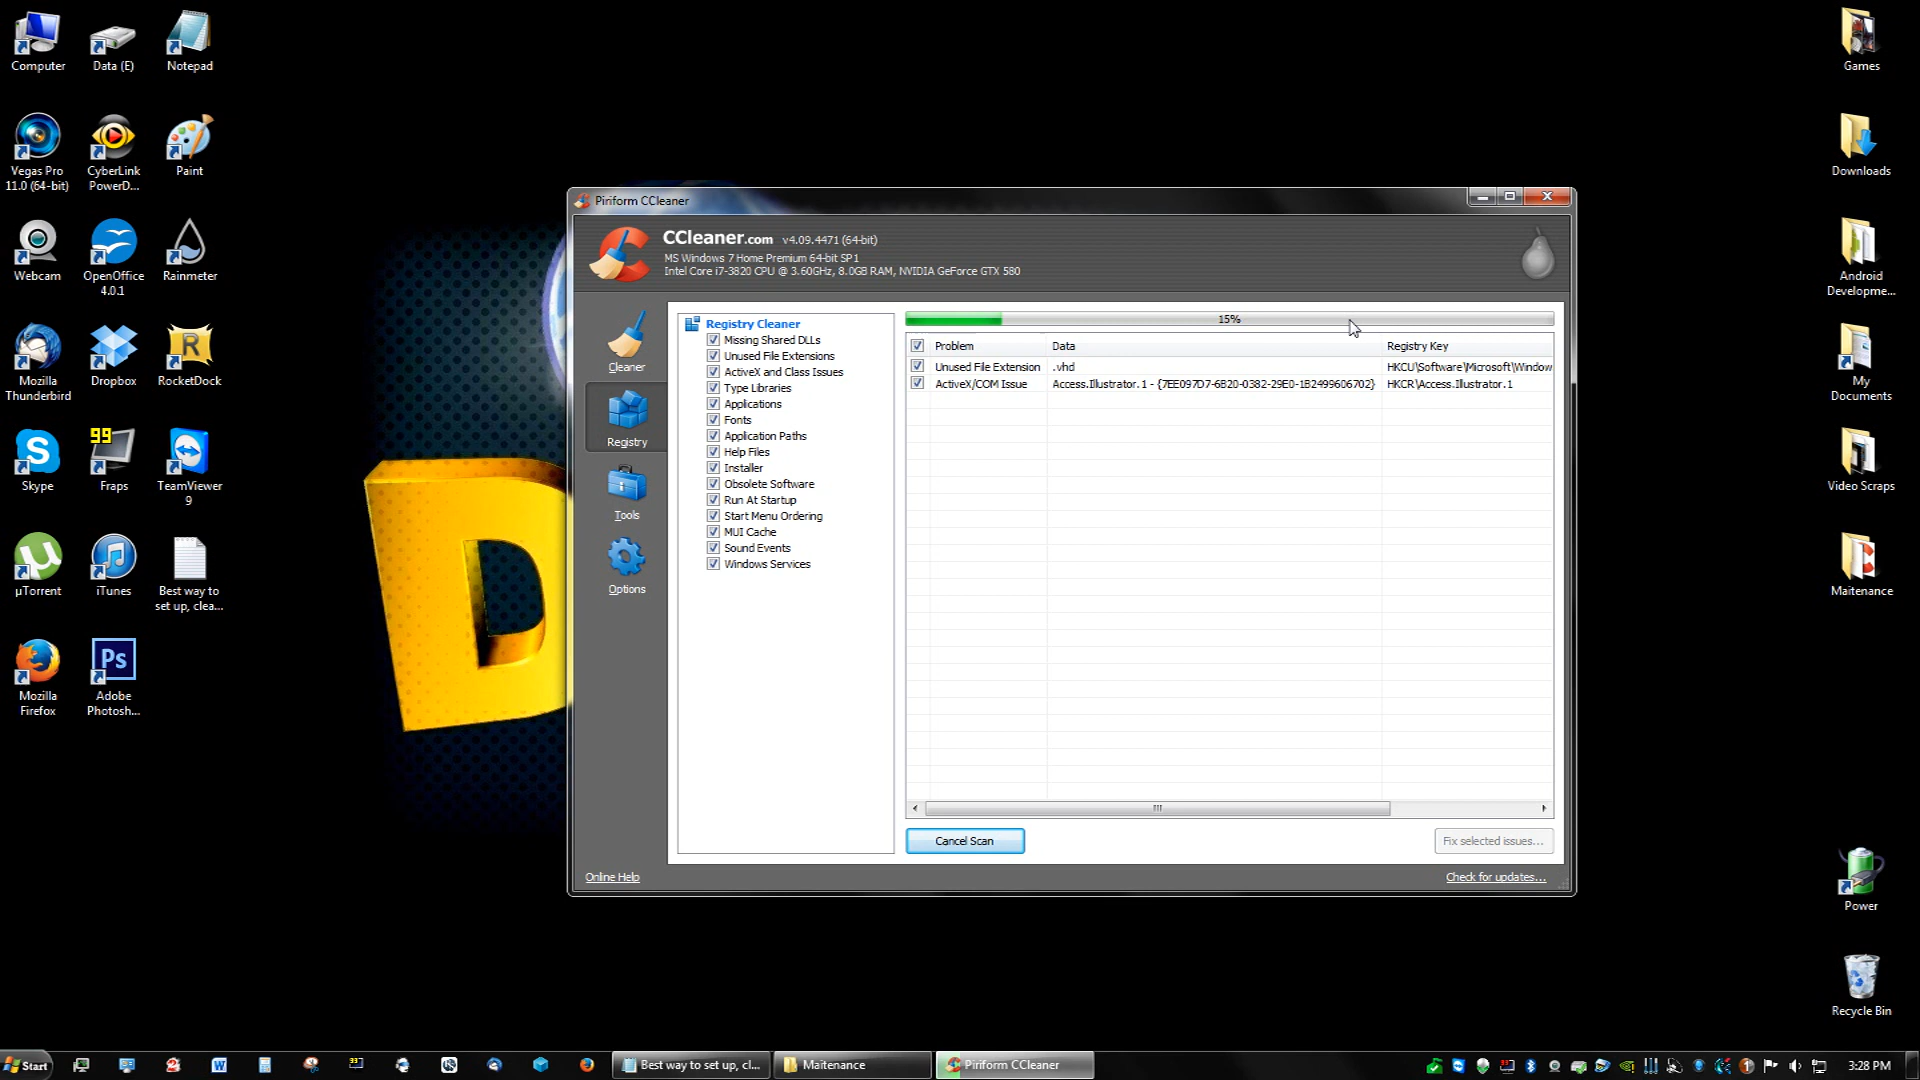 Computer
Data (E)
Notepad
Vegas Pro
11.0 (64-bit)
CyberLink
PowerD...
Paint
Webcam
OpenOffice
4.0.1
Rainmeter
Mozilla
Thunderbird
Dropbox
R
RocketDock
S
Skype
99
Fraps
TeamViewer
9
µ
µTorrent
iTunes
Best way to
set up, clea...
Mozilla
Firefox
Ps
Adobe
Photosh...
D
Piriform CCleaner
CCleaner.com v4.09.4471 (64-bit)
MS Windows 7 Home Premium 64-bit SP1
Intel Core i7-3820 CPU @ 3.60GHz, 8.0GB RAM, NVIDIA GeForce GTX 580
Cleaner
Registry
Tools
Options
Registry Cleaner
Missing Shared DLLs
Unused File Extensions
ActiveX and Class Issues
Type Libraries
Applications
Fonts
Application Paths
Help Files
Installer
Obsolete Software
Run At Startup
Start Menu Ordering
MUI Cache
Sound Events
Windows Services
15%
Problem Data Registry Key
Unused File Extension .vhd HKCU\Software\Microsoft\Window
ActiveX/COM Issue Access.Illustrator.1 - {7EE097D7-6B20-0382-29E0-1B2499606702} HKCR\Access.Illustrator.1
Cancel Scan
Fix selected issues...
Online Help
Check for updates...
Games
Downloads
Android
Developme...
My
Documents
Video Scraps
Maitenance
Power
Recycle Bin
Start
Best way to set up, cl...
Maitenance
Piriform CCleaner
3:28 PM